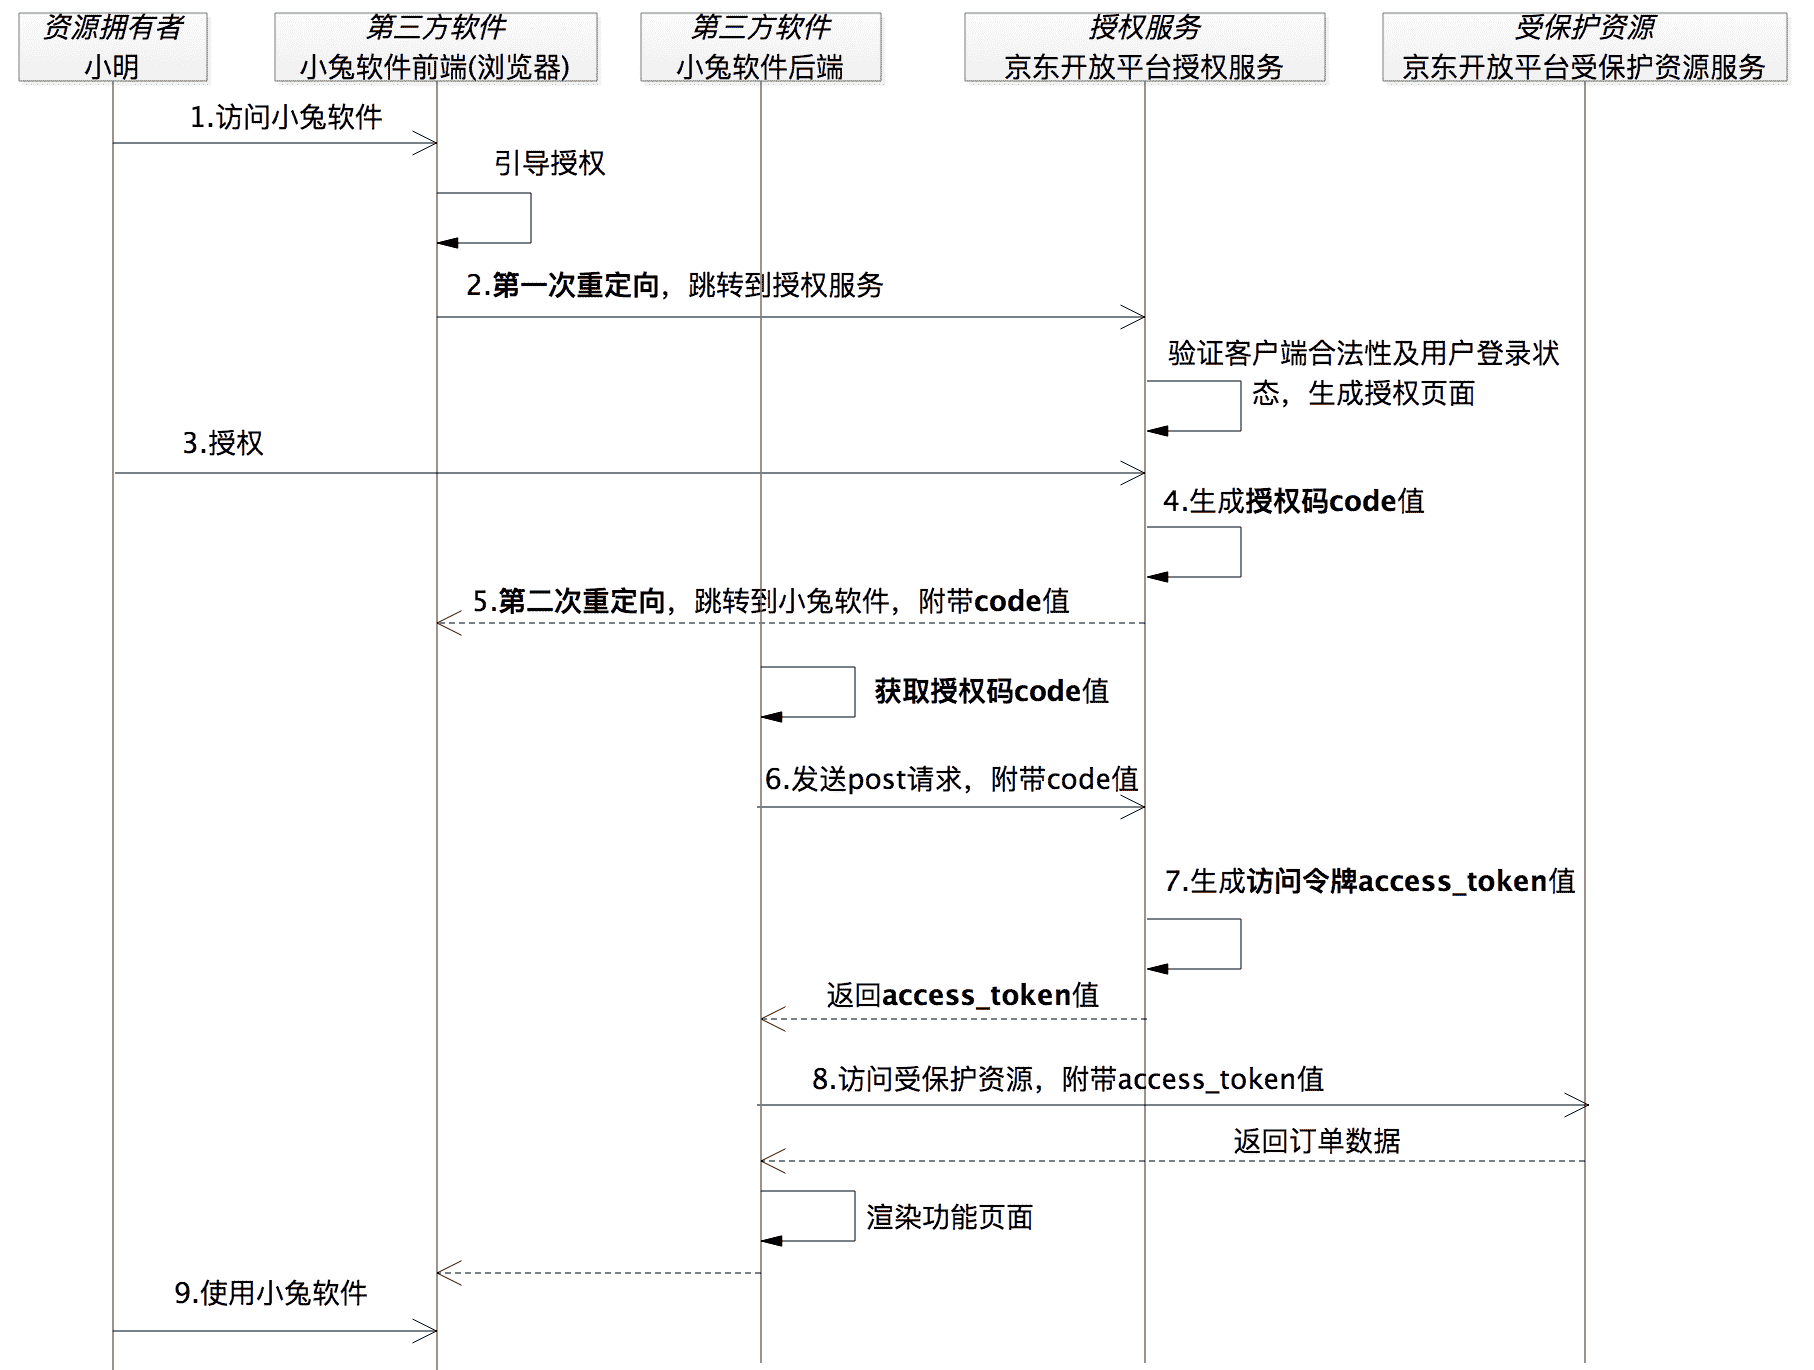 资源拥有者
小明
第三方软件
小兔软件前端(浏览器)
第三方软件
小兔软件后端
授权服务
京东开放平台授权服务
受保护资源
京东开放平台受保护资源服务
1.访问小兔软件
引导授权
2.第一次重定向，跳转到授权服务
验证客户端合法性及用户登录状
态，生成授权页面
3.授权
4.生成授权码code值
5.第二次重定向，跳转到小兔软件，附带code值
获取授权码code值
6.发送post请求，附带code值
7.生成访问令牌access_token值
返回access_token值
8.访问受保护资源，附带access_token值
返回订单数据
渲染功能页面
9.使用小兔软件